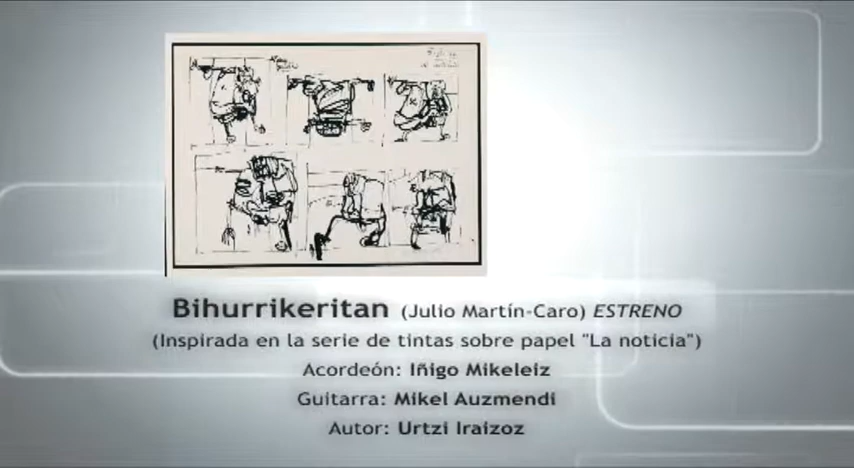 Bihurrikeritan (Julio Martín-Caro) ESTRENO
(Inspirada en la serie de tintas sobre papel "La noticia")
Acordeón: Iñigo Mikeleiz
Guitarra: Mikel Auzmendi
Autor: Urtzi Iraizoz